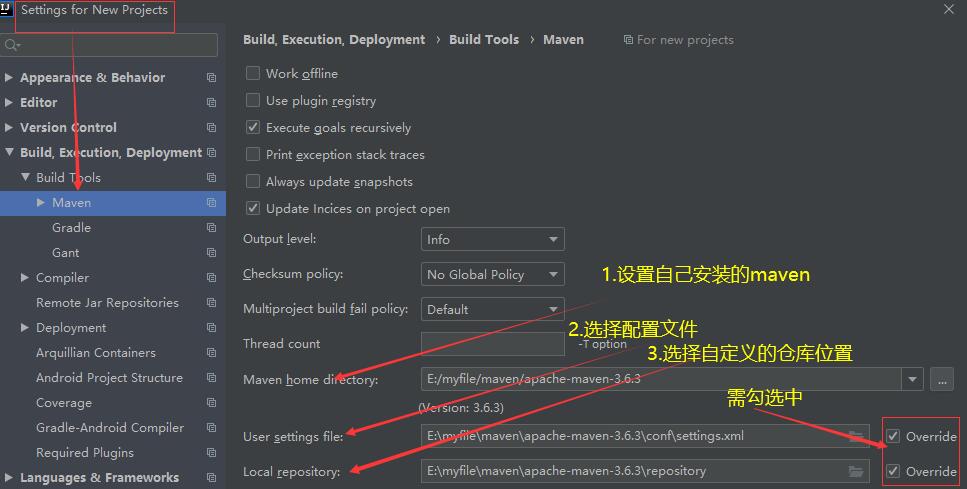 IJ
Settings for New Projects
Appearance & Behavior
Editor
Version Control
Build, Execution, Deployment
Build Tools
Maven
Gradle
Gant
Compiler
Remote Jar Repositories
Deployment
Arquillian Containers
Android Project Structure
Coverage
Gradle-Android Compiler
Required Plugins
Languages & Frameworks
Build, Execution, Deployment › Build Tools › Maven For new projects
Work offline
Use plugin registry
Execute goals recursively
Print exception stack traces
Always update snapshots
Update Incices on project open
Output level: Info
Checksum policy: No Global Policy
1.设置自己安装的maven
Multiproject build fail policy: Default
2.选择配置文件
Thread count -T option
3.选择自定义的仓库位置
Maven home directory: E:/myfile/maven/apache-maven-3.6.3 ...
需勾选中
(Version: 3.6.3)
User settings file: E:\myfile\maven\apache-maven-3.6.3\conf\settings.xml Override
Local repository: E:\myfile\maven\apache-maven-3.6.3\repository Override